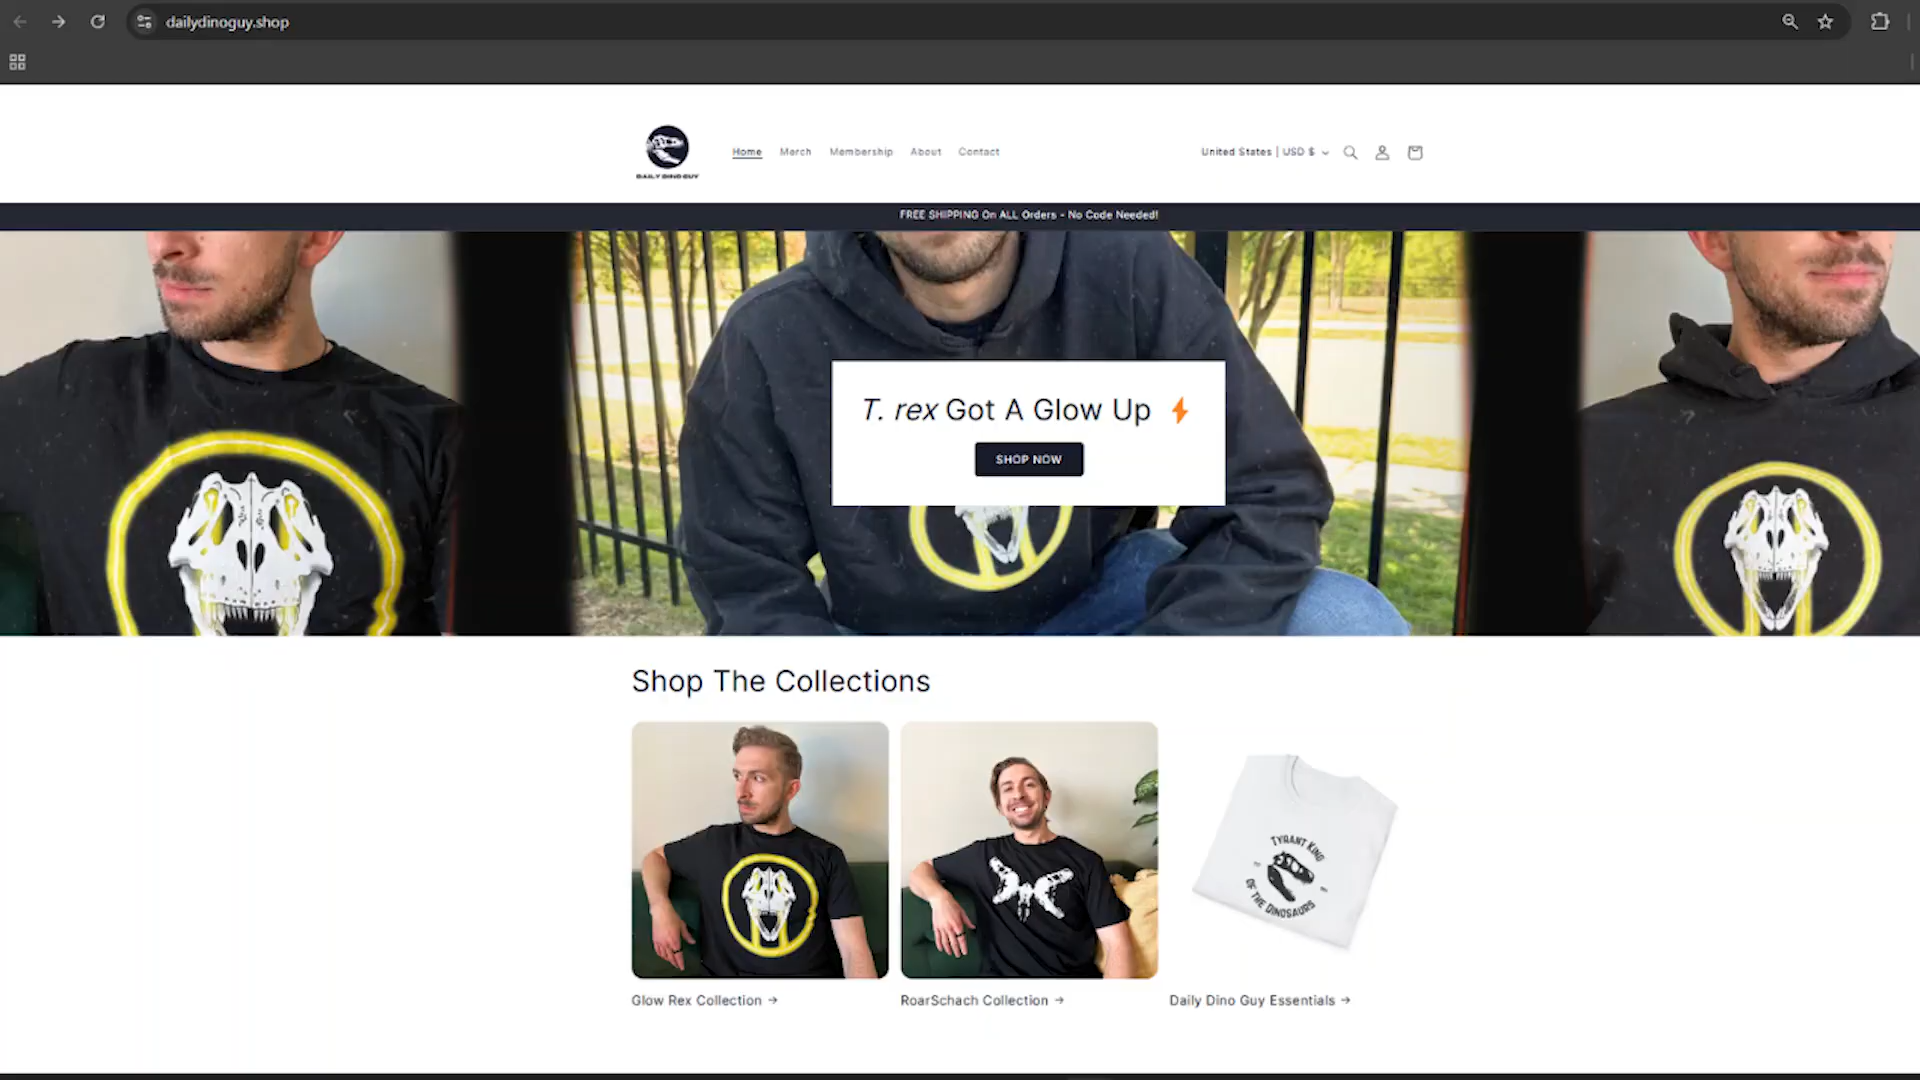 dailydinoguy.shop
DAILY DINO GUY
Home Merch Membership About Contact
United States | USD $
FREE SHIPPING On ALL Orders - No Code Needed!
T. rex Got A Glow Up
SHOP NOW
Shop The Collections
TYRANT KING
OF THE DINOSAURS
Glow Rex Collection →
RoarSchach Collection →
Daily Dino Guy Essentials →